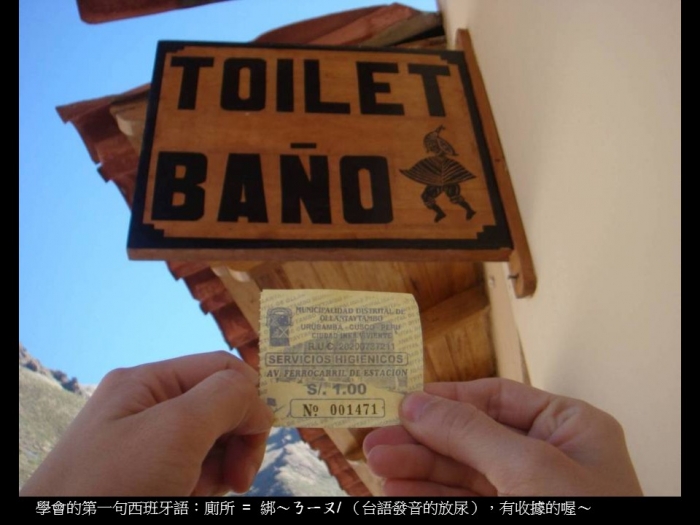 TOILET
BAÑO
MUNICIPALIDAD DISTRITAL DE
OLLANTAYTAMBO
URUBAMBA - CUSCO - PERU
SERVICIOS HIGIENICOS
AV. FERROCARRIL DE ESTACIÓN
S/. 1.00
Nº 001471
學會的第一句西班牙語：廁所 = 綁～ㄋㄧㄡˊ（台語發音的放尿），有收據的喔～